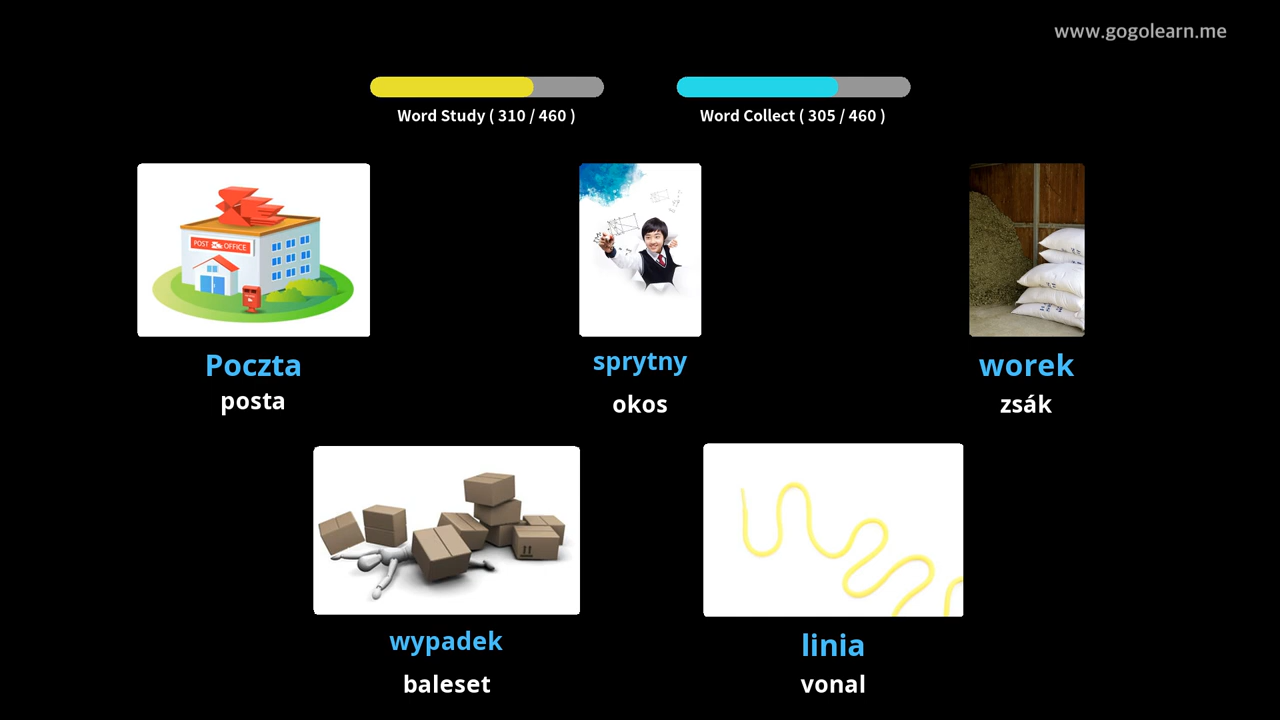 www.gogolearn.me
Word Study ( 310 / 460 )
Word Collect ( 305 / 460 )
POST OFFICE
Poczta
posta
sprytny
okos
worek
zsák
wypadek
baleset
linia
vonal